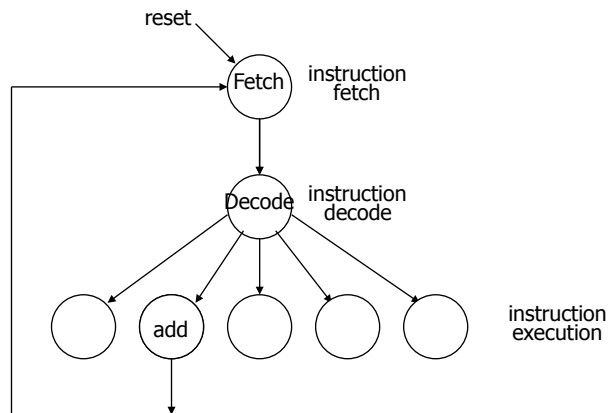 reset
Fetch
instruction
fetch
Decode
instruction
decode
add
instruction
execution